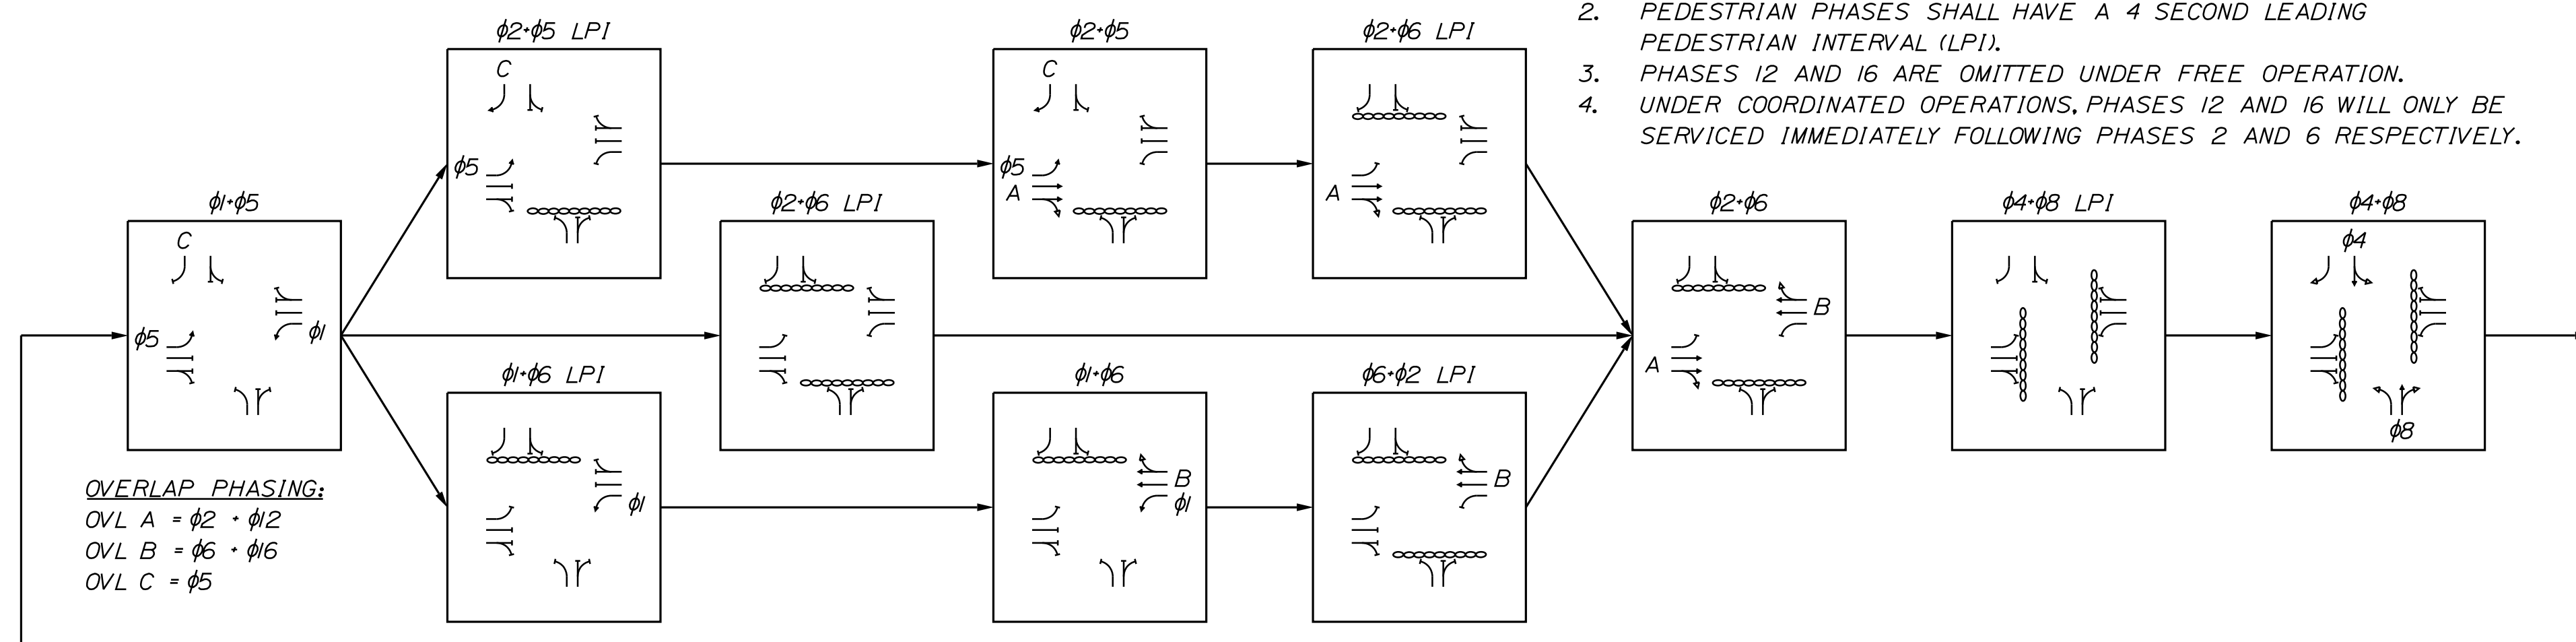 2. PEDESTRIAN PHASES SHALL HAVE A 4 SECOND LEADING
PEDESTRIAN INTERVAL (LPI).
3. PHASES 12 AND 16 ARE OMITTED UNDER FREE OPERATION.
4. UNDER COORDINATED OPERATIONS, PHASES 12 AND 16 WILL ONLY BE
SERVICED IMMEDIATELY FOLLOWING PHASES 2 AND 6 RESPECTIVELY.
ϕ2+ϕ5 LPI
C
ϕ5
ϕ2+ϕ5
C
ϕ5
A
ϕ2+ϕ6 LPI
A
ϕ1+ϕ5
C
ϕ5
ϕ1
ϕ2+ϕ6 LPI
ϕ2+ϕ6
B
A
ϕ4+ϕ8 LPI
ϕ4+ϕ8
ϕ4
ϕ8
ϕ1+ϕ6 LPI
ϕ1
ϕ1+ϕ6
B
ϕ1
ϕ6+ϕ2 LPI
B
OVERLAP PHASING:
OVL A = ϕ2 + ϕ12
OVL B = ϕ6 + ϕ16
OVL C = ϕ5